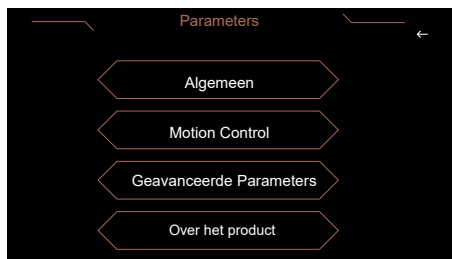 Parameters
Algemeen
Motion Control
Geavanceerde Parameters
Over het product